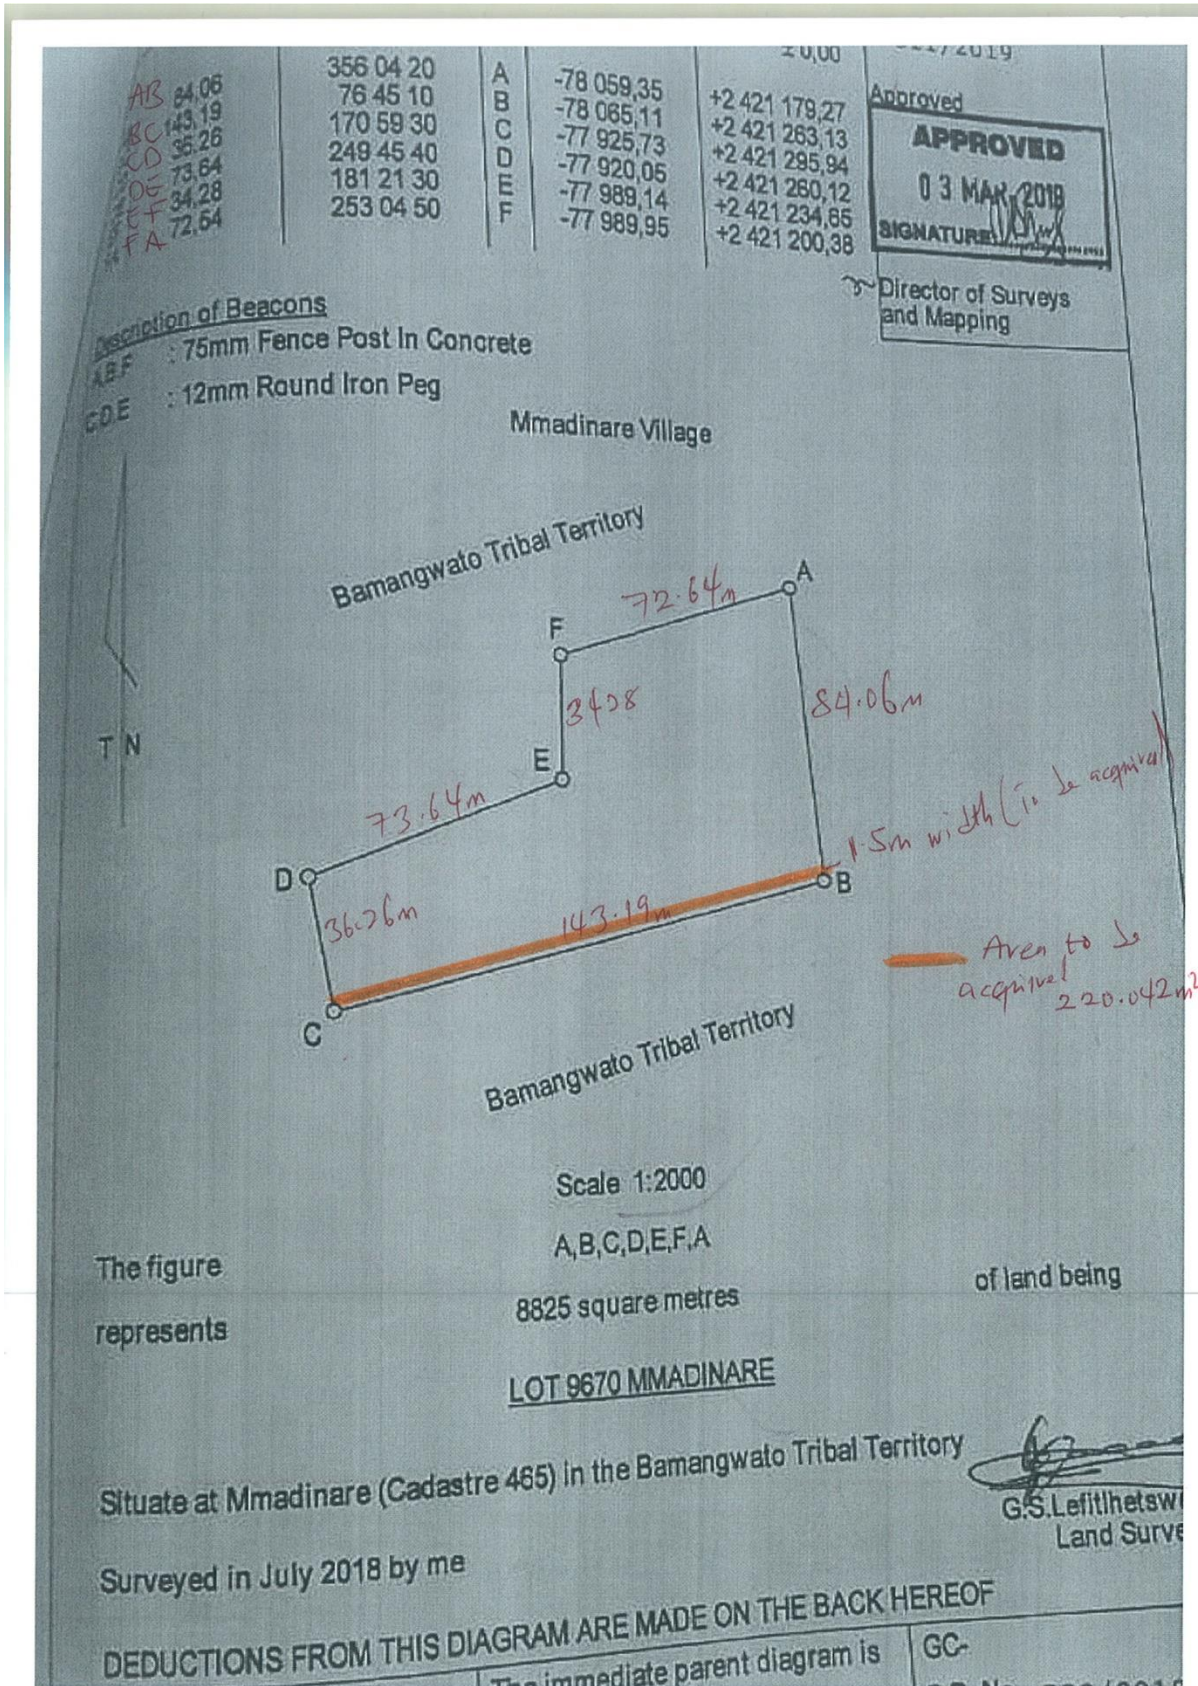 ±0,00
/2019
AB 84,06 356 04 20 A -78 059,35 +2 421 179,27
BC 143,19 76 45 10 B -78 065,11 +2 421 263,13
CD 36,26 170 59 30 C -77 925,73 +2 421 295,94
DE 73,64 249 45 40 D -77 920,05 +2 421 260,12
EF 34,28 181 21 30 E -77 989,14 +2 421 234,65
FA 72,64 253 04 50 F -77 989,95 +2 421 200,38
Approved
APPROVED
03 MAR 2019
SIGNATURE
Director of Surveys
and Mapping
Description of Beacons
A.B.F : 75mm Fence Post In Concrete
C.D.E : 12mm Round Iron Peg
Mmadinare Village
Bamangwato Tribal Territory
A
72.64m
F
34.28
84.06m
T N
E
73.64m
1.5m width (To be acquired)
D
B
36.26m
143.19m
Area to be
acquired
220.042m²
C
Bamangwato Tribal Territory
Scale 1:2000
The figure A,B,C,D,E,F,A
represents 8825 square metres of land being
LOT 9670 MMADINARE
Situate at Mmadinare (Cadastre 465) in the Bamangwato Tribal Territory
G.S.Lefitlhetsw
Land Surve
Surveyed in July 2018 by me
DEDUCTIONS FROM THIS DIAGRAM ARE MADE ON THE BACK HEREOF
The immediate parent diagram is
GC-